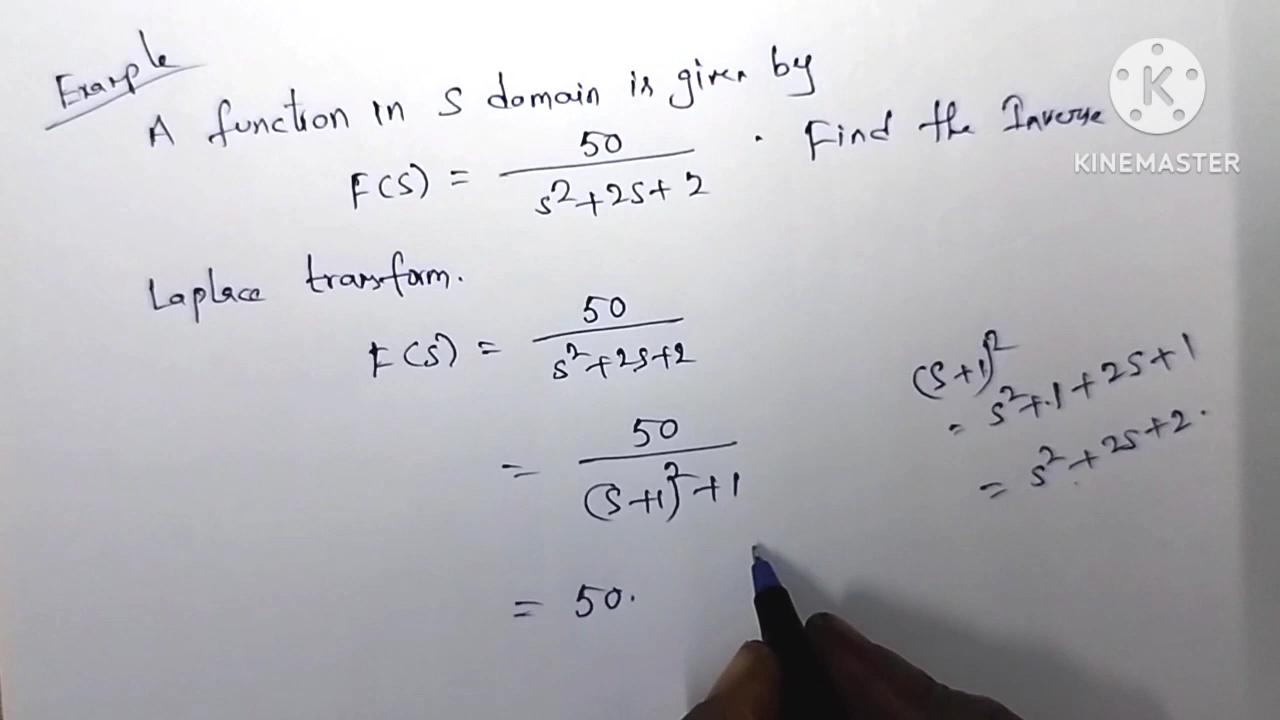 Example
A function in S domain is given by
F(S) = 50 / s²+2s+2 . Find the Inverse
Laplace transform.
F(S) = 50 / s²+2s+2
= 50 / (S+1)²+1
= 50.
(S+1)²
= s²+1+2s+1
= s²+2s+2.
K
KINEMASTER